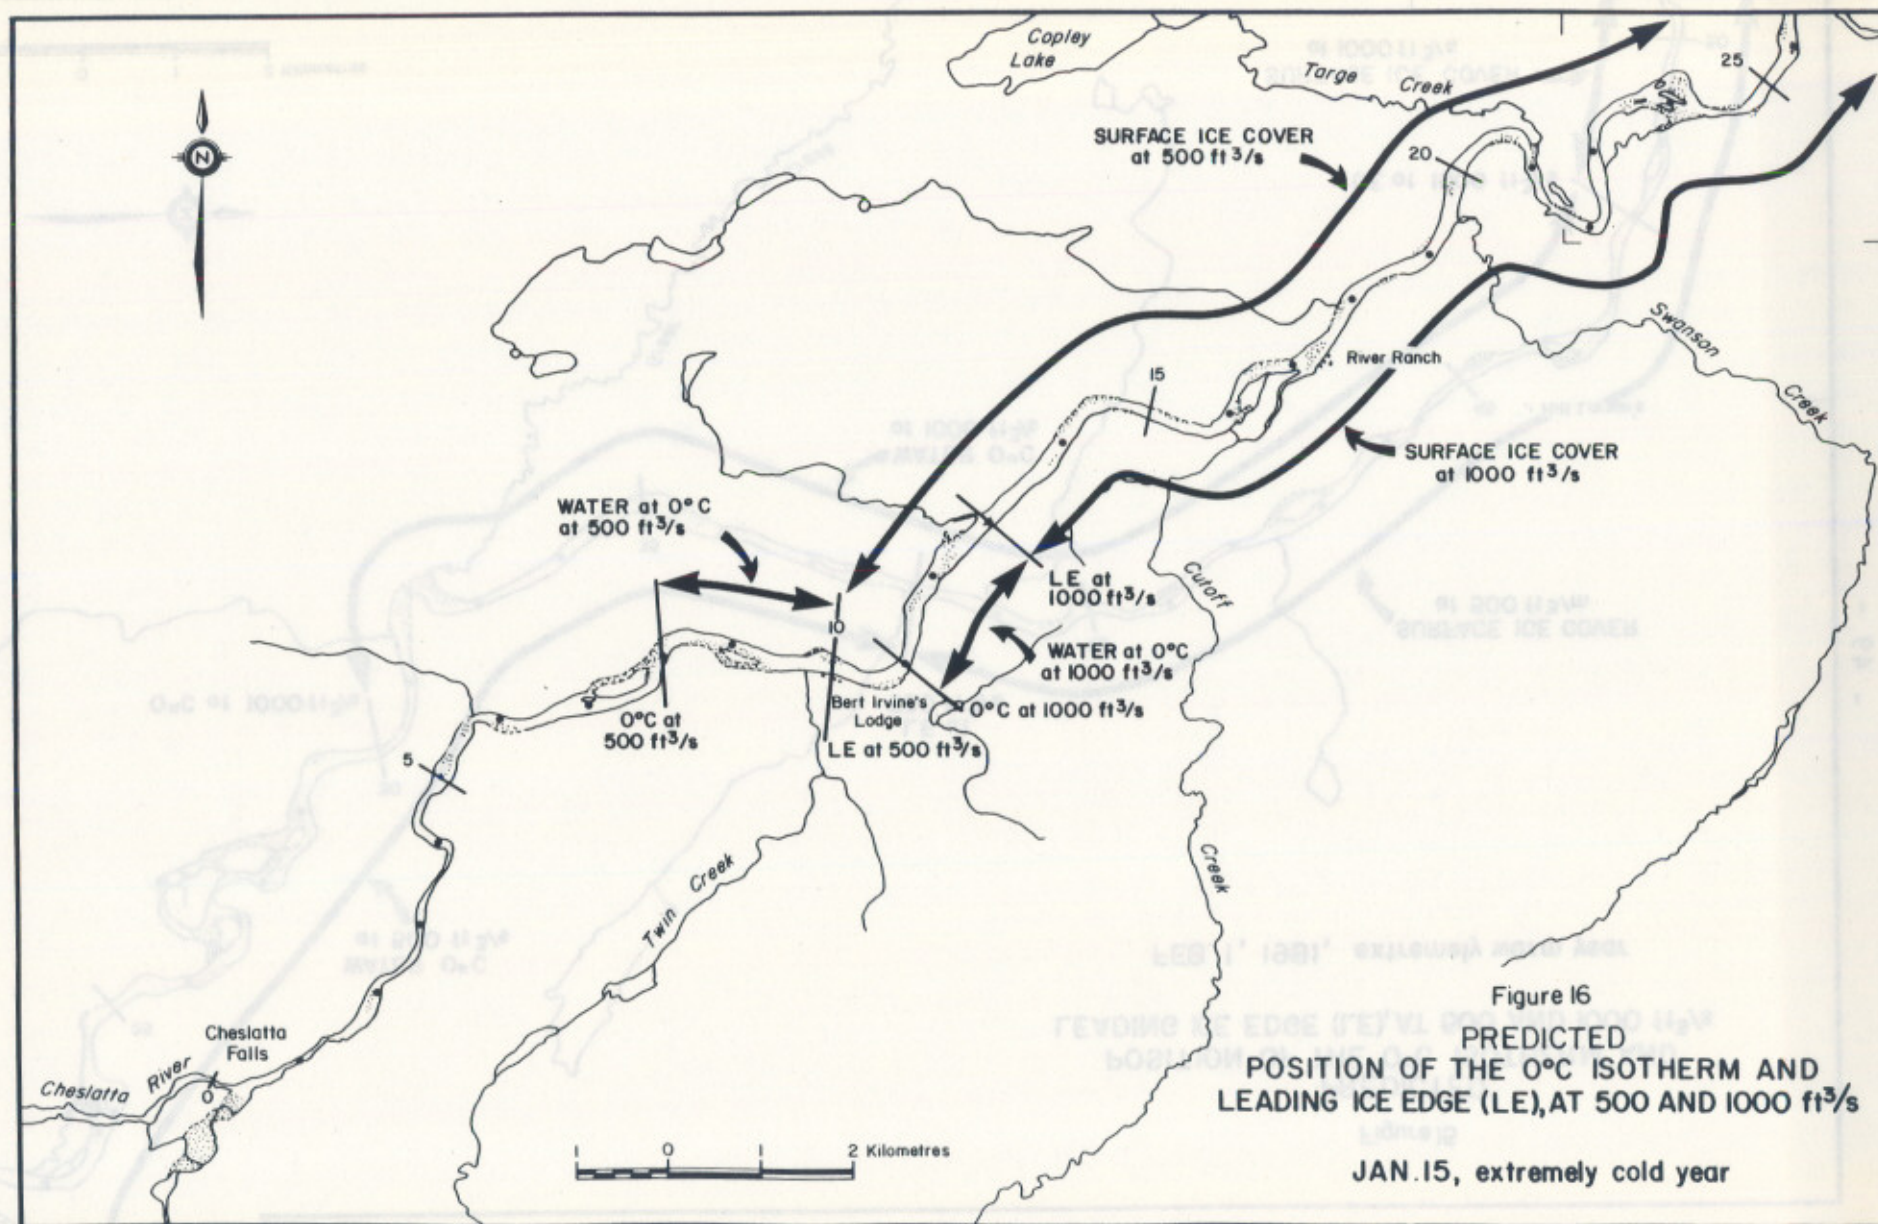 Copley
Lake
Targe Creek
25
SURFACE ICE COVER
at 500 ft³/s
20
N
River Ranch
Swanson Creek
15
SURFACE ICE COVER
at 1000 ft³/s
WATER at 0°C
at 500 ft³/s
LE at
1000 ft³/s
Cutoff Creek
10
WATER at 0°C
at 1000 ft³/s
Bert Irvine's
Lodge
0°C at 1000 ft³/s
0°C at
500 ft³/s
LE at 500 ft³/s
5
Twin Creek
Cheslatta
Falls
Cheslatta River
0
1 0 1 2 Kilometres
Figure 16
PREDICTED
POSITION OF THE 0°C ISOTHERM AND
LEADING ICE EDGE (LE), AT 500 AND 1000 ft³/s
JAN. 15, extremely cold year